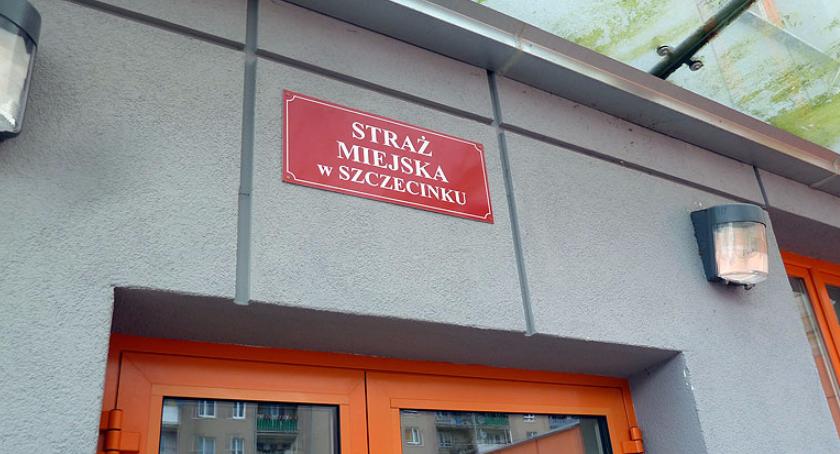 STRAŻ
MIEJSKA
w SZCZECINKU